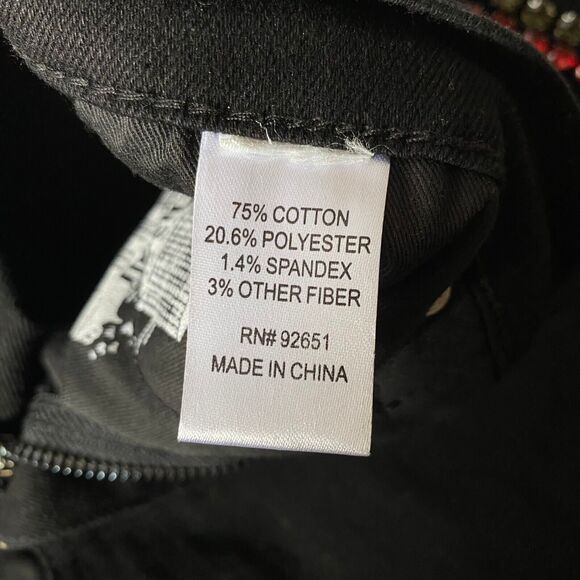 75% COTTON
20.6% POLYESTER
1.4% SPANDEX
3% OTHER FIBER
RN# 92651
MADE IN CHINA